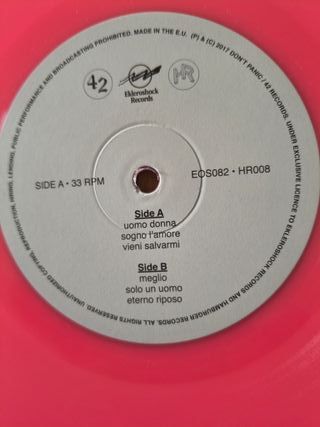 REPRODUCTION, HIRING, LENDING, PUBLIC PERFORMANCE AND BROADCASTING PROHIBITED. MADE IN THE E.U. (P) & (C) 2017 DON'T PANIC / 42 RECORDS. UNDER EXCLUSIVE LICENCE TO EKLEROSHOCK RECORDS AND HAMBURGER RECORDS. ALL RIGHTS RESERVED. UNAUTHORIZED COPYING,
42
Ekleroshock
Records
HR
SIDE A • 33 RPM
EOS082 • HR008
Side A
uomo donna
sogno l'amore
vieni salvarmi
Side B
meglio
solo un uomo
eterno riposo